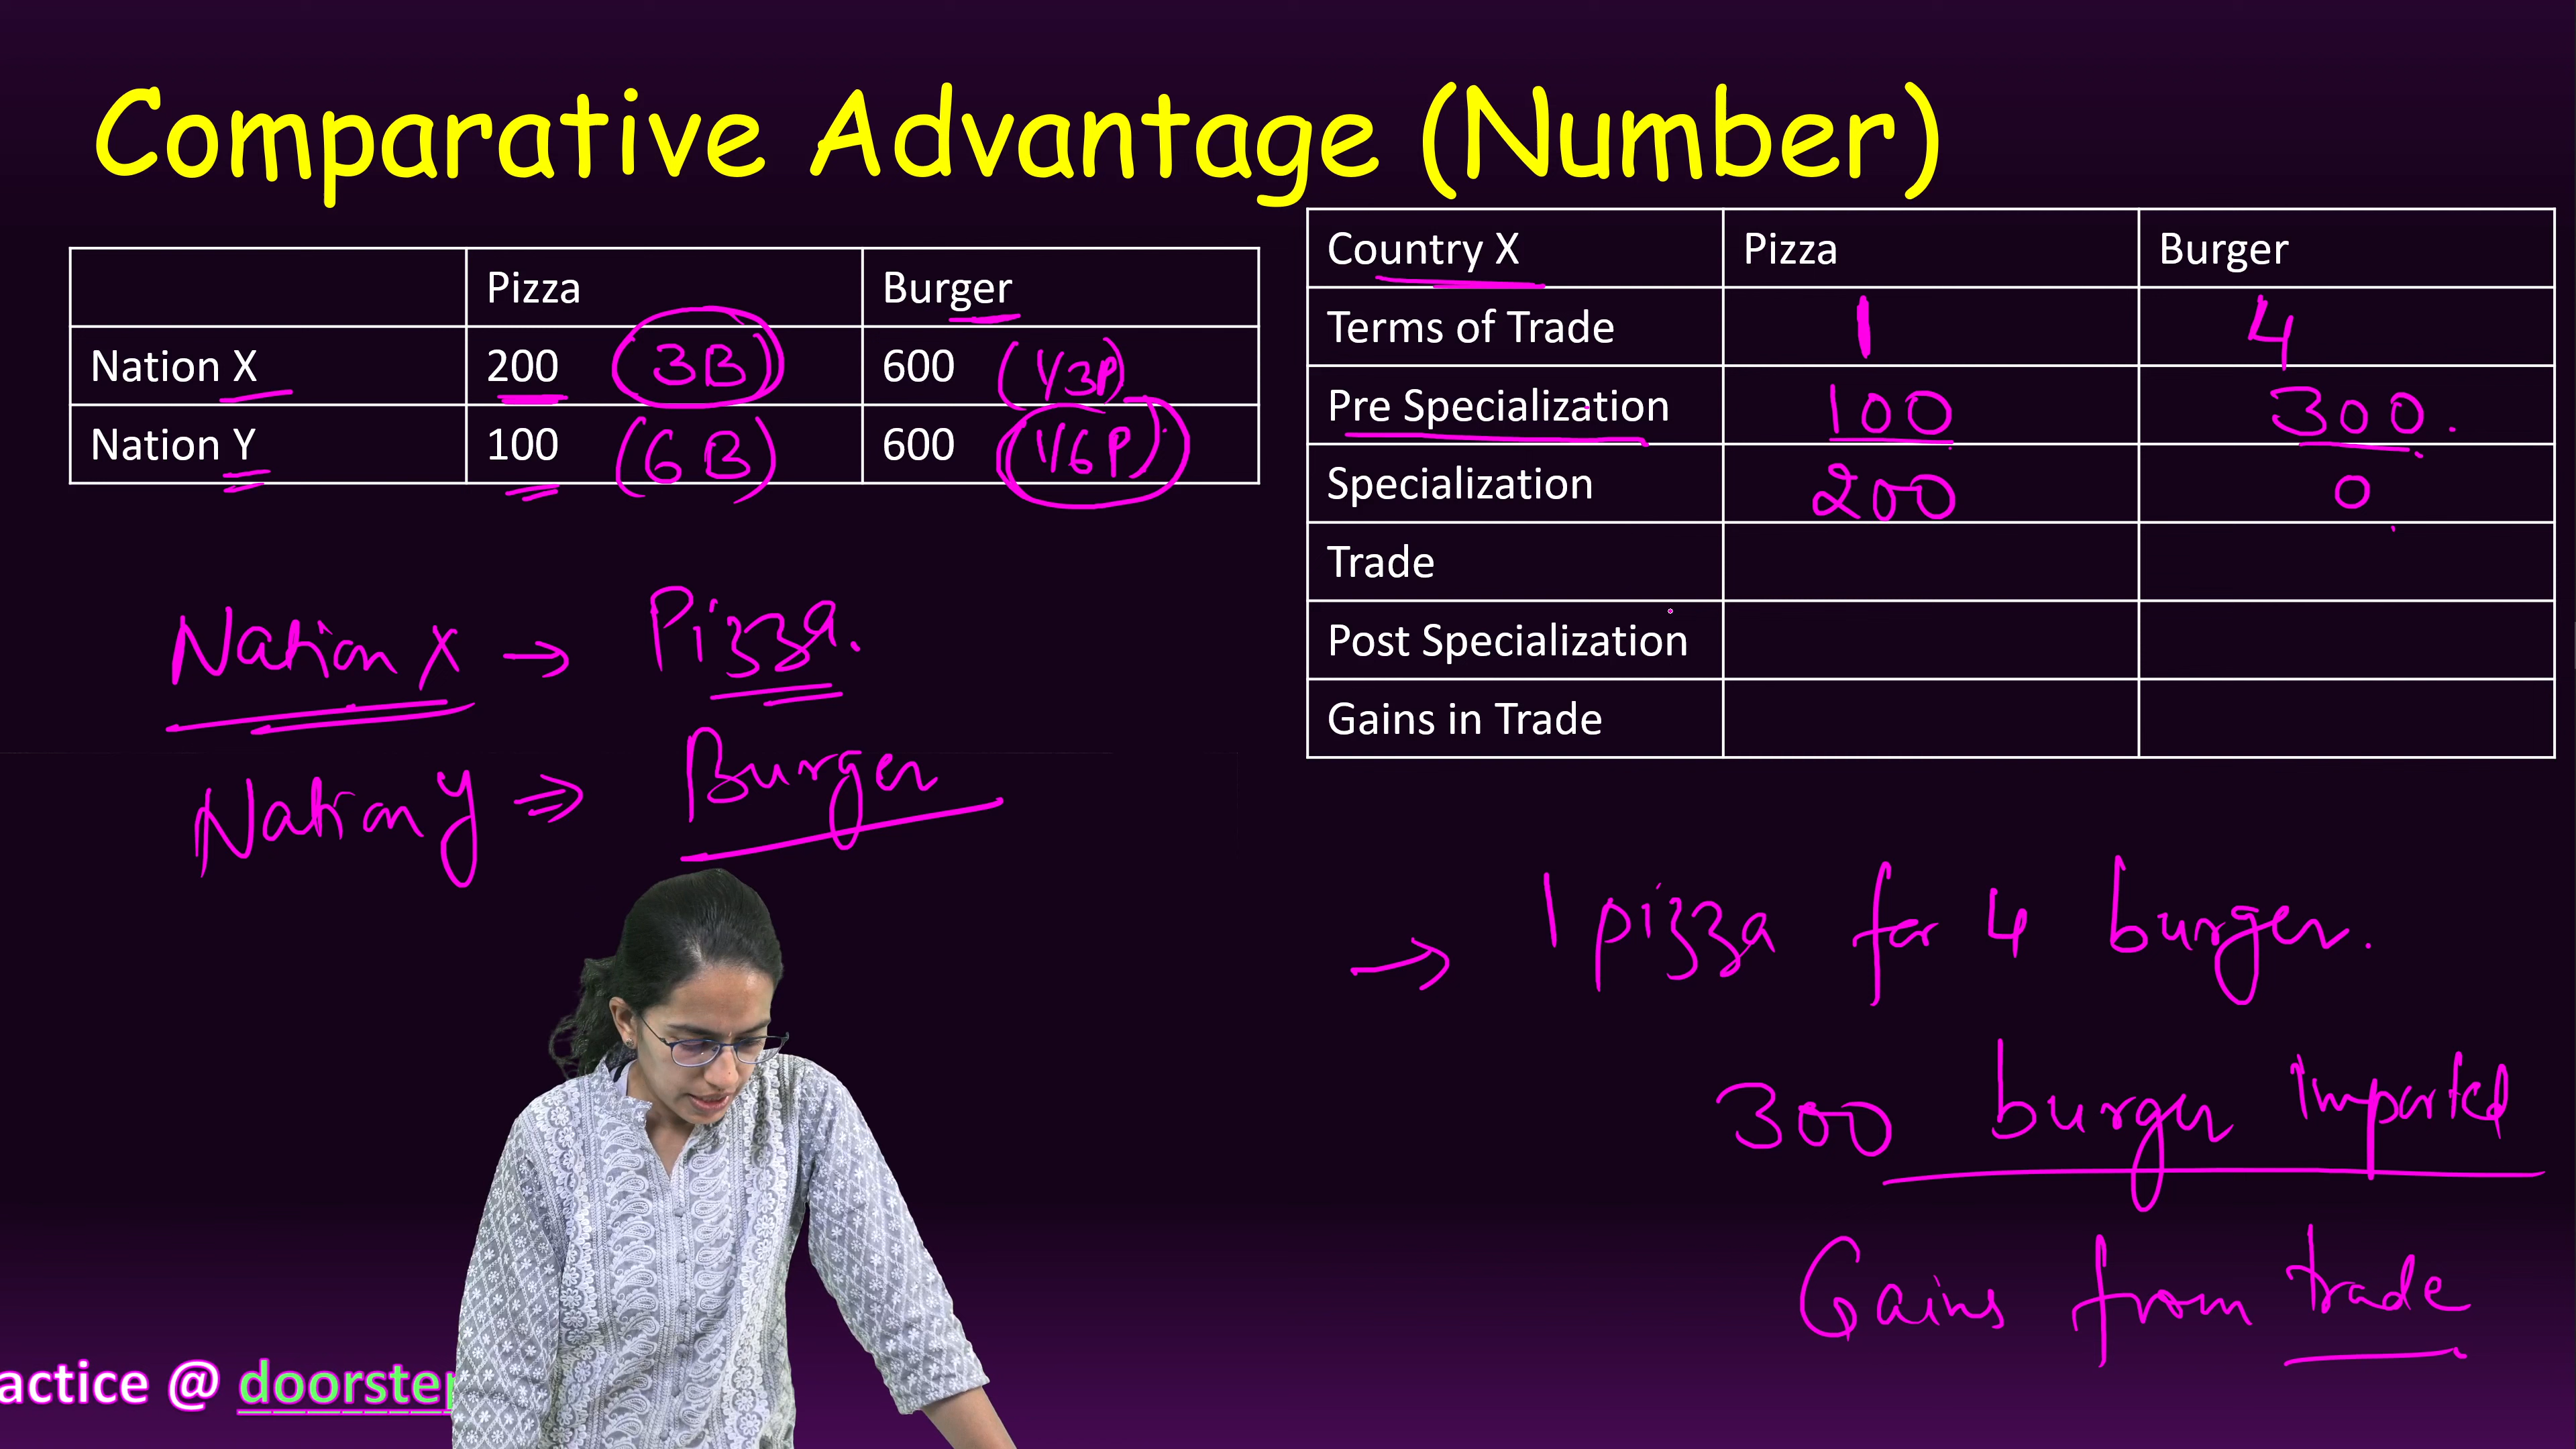 Comparative Advantage (Number)
Pizza Burger
Nation X 200 (3B) 600 (1/3P)
Nation Y 100 (6B) 600 (1/6P)
Country X Pizza Burger
Terms of Trade 1 4
Pre Specialization 100 300.
Specialization 200 0
Trade
Post Specialization
Gains in Trade
Nation X → Pizza.
Nation Y ⇒ Burger
→ 1 pizza for 4 burger.
300 burger Imported
Gains from trade
actice @ doorstep